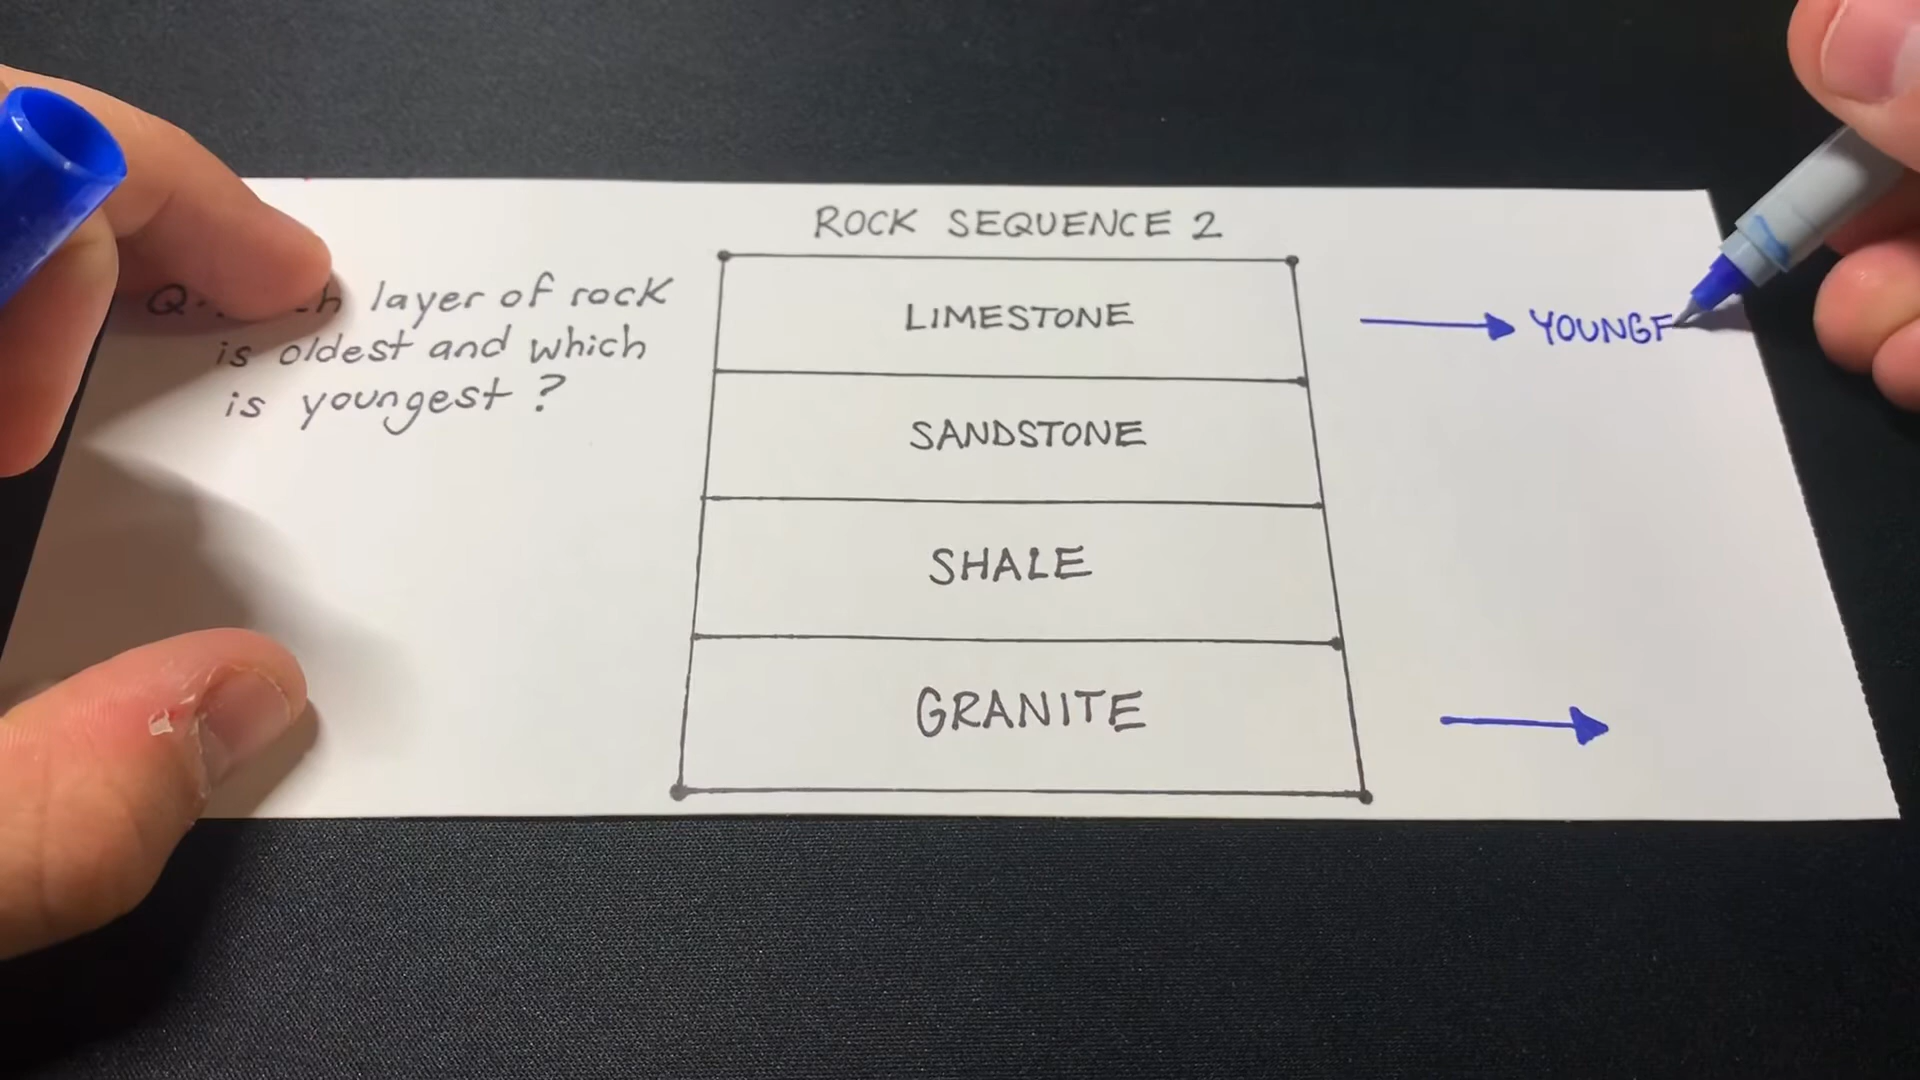 ROCK SEQUENCE 2
Q. layer of rock
is oldest and which
is youngest ?
LIMESTONE
SANDSTONE
SHALE
GRANITE
YOUNGE